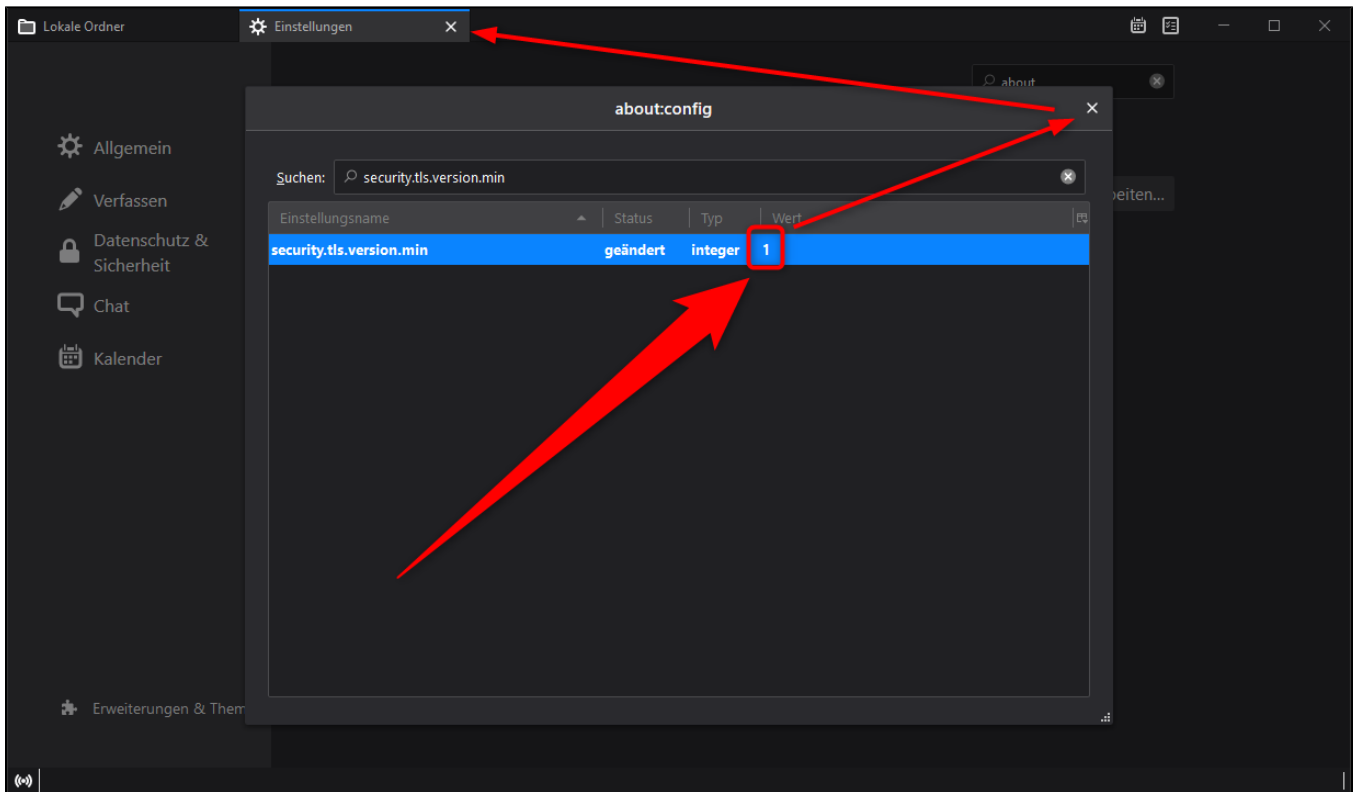 Lokale Ordner
Einstellungen
about
about:config
Allgemein
Suchen: security.tls.version.min
Verfassen
beiten...
Einstellungsname Status Typ Wert
Datenschutz &
Sicherheit
security.tls.version.min geändert integer 1
Chat
Kalender
Erweiterungen & Them